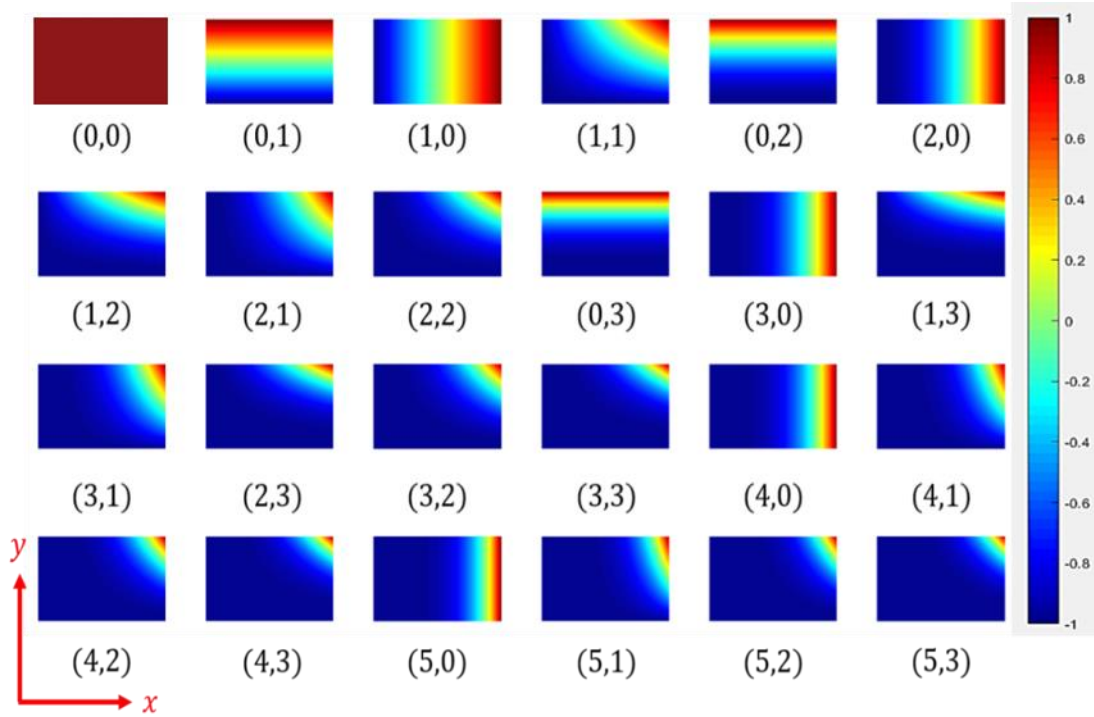 (0,0) (0,1) (1,0) (1,1) (0,2) (2,0)
(1,2) (2,1) (2,2) (0,3) (3,0) (1,3)
(3,1) (2,3) (3,2) (3,3) (4,0) (4,1)
(4,2) (4,3) (5,0) (5,1) (5,2) (5,3)
y
x
1
0.8
0.6
0.4
0.2
0
-0.2
-0.4
-0.6
-0.8
-1